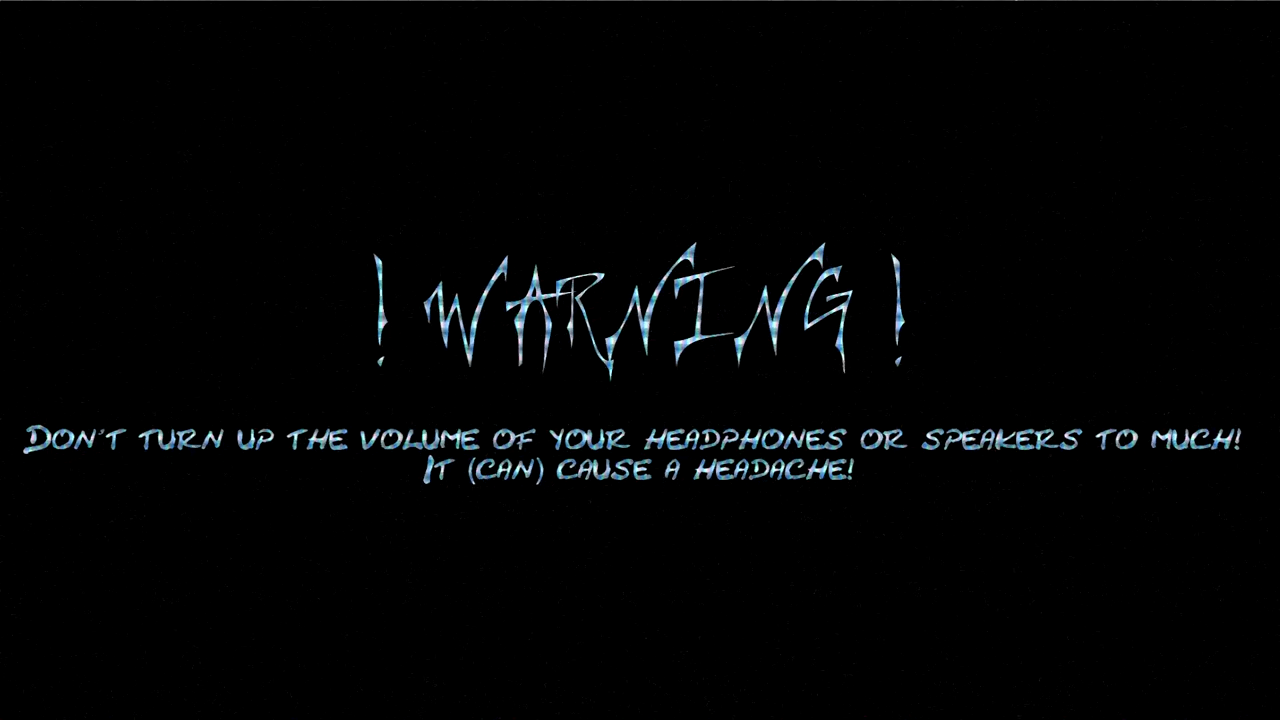 ! WARNING !
Don't turn up the volume of your headphones or speakers to much!
It (can) cause a headache!